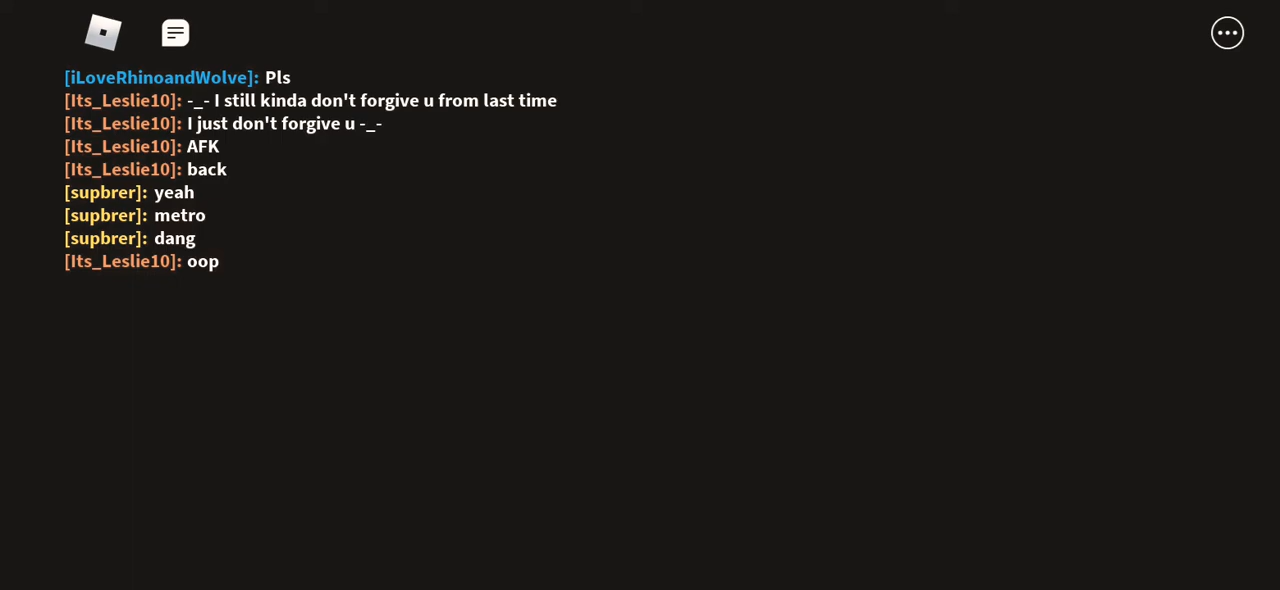 [iLoveRhinoandWolve]: Pls
[Its_Leslie10]: -_- I still kinda don't forgive u from last time
[Its_Leslie10]: I just don't forgive u -_-
[Its_Leslie10]: AFK
[Its_Leslie10]: back
[supbrer]: yeah
[supbrer]: metro
[supbrer]: dang
[Its_Leslie10]: oop